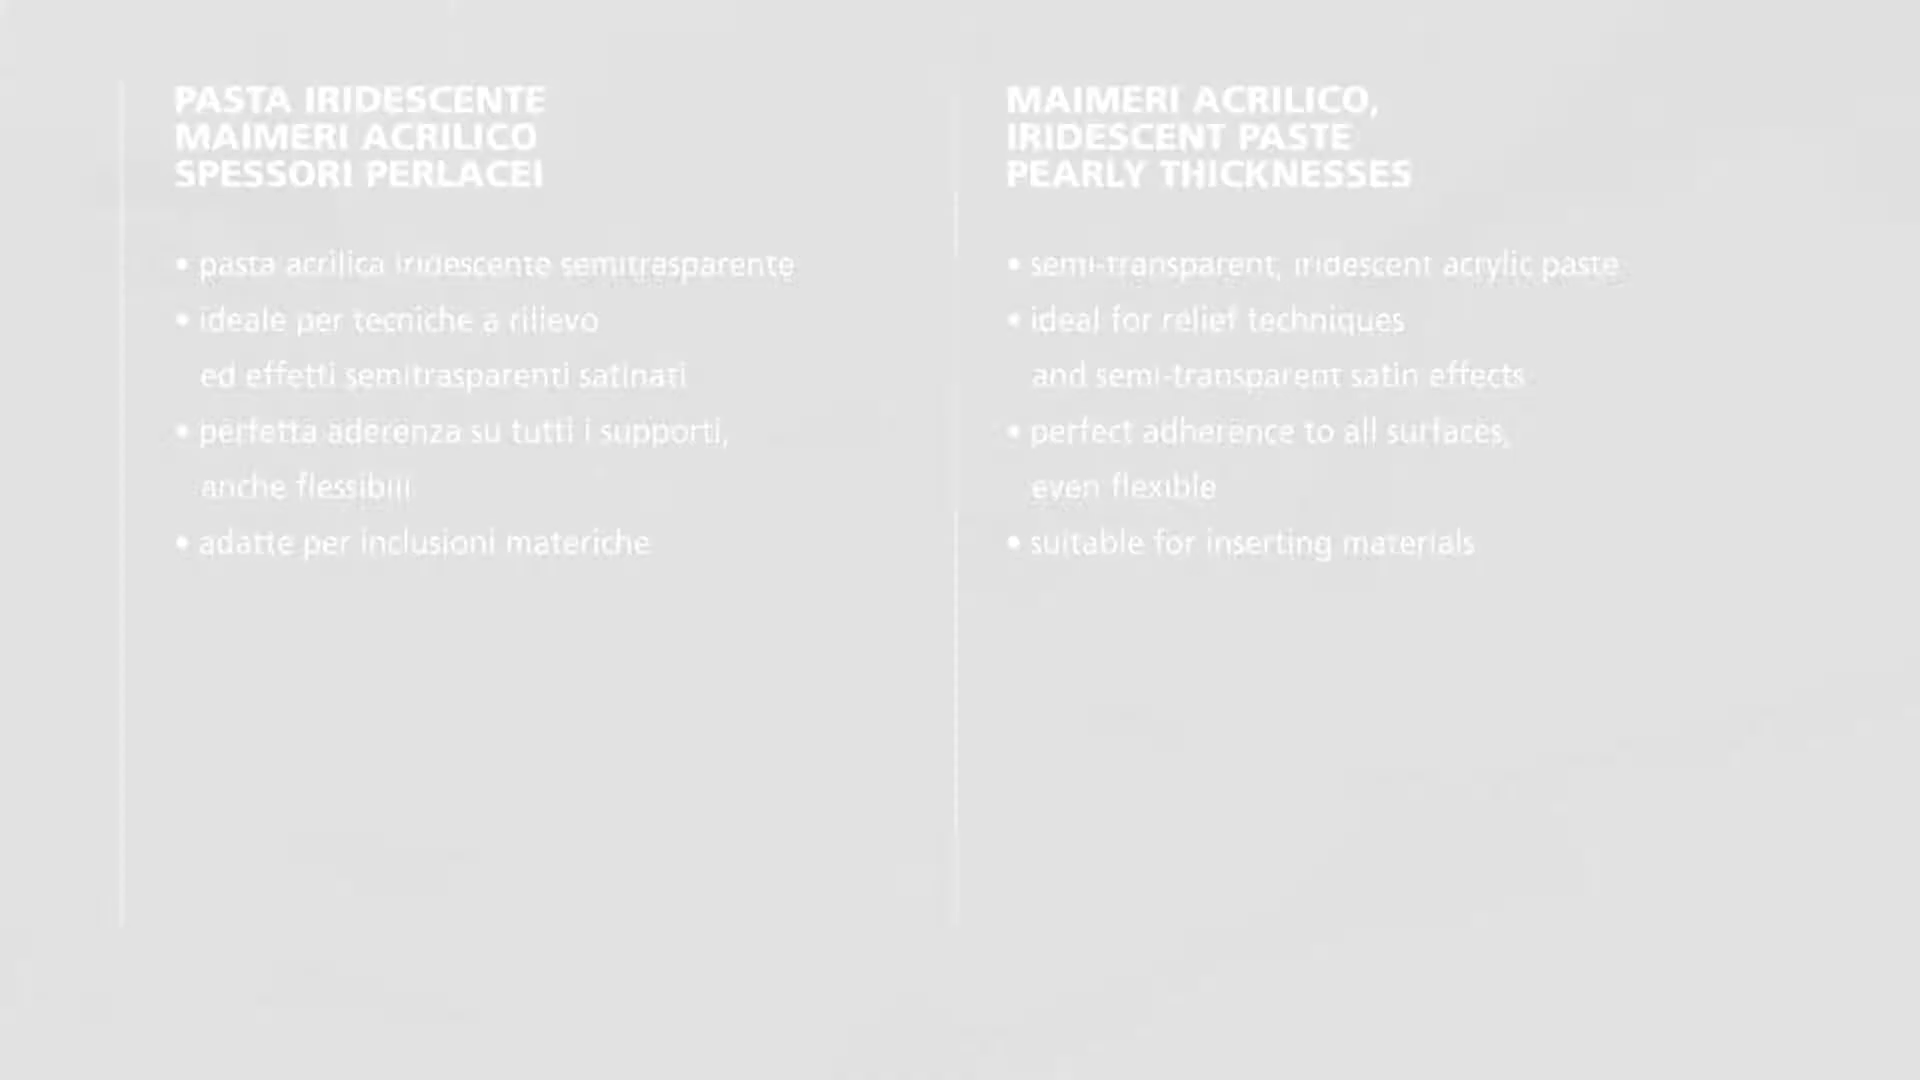 PASTA IRIDESCENTE
MAIMERI ACRILICO
SPESSORI PERLACEI
• pasta acrilica iridescente semitrasparente
• ideale per tecniche a rilievo
ed effetti semitrasparenti satinati
• perfetta aderenza su tutti i supporti,
anche flessibili
• adatte per inclusioni materiche
MAIMERI ACRILICO,
IRIDESCENT PASTE
PEARLY THICKNESSES
• semi-transparent, iridescent acrylic paste
• ideal for relief techniques
and semi-transparent satin effects
• perfect adherence to all surfaces,
even flexible
• suitable for inserting materials